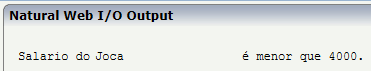 Natural Web I/O Output
Salario do Joca é menor que 4000.